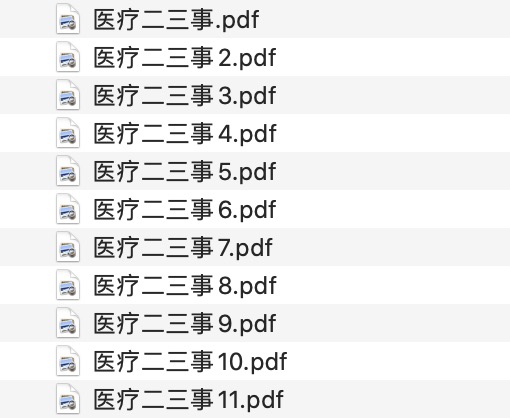 医疗二三事.pdf
医疗二三事 2.pdf
医疗二三事 3.pdf
医疗二三事 4.pdf
医疗二三事 5.pdf
医疗二三事 6.pdf
医疗二三事 7.pdf
医疗二三事 8.pdf
医疗二三事 9.pdf
医疗二三事 10.pdf
医疗二三事 11.pdf